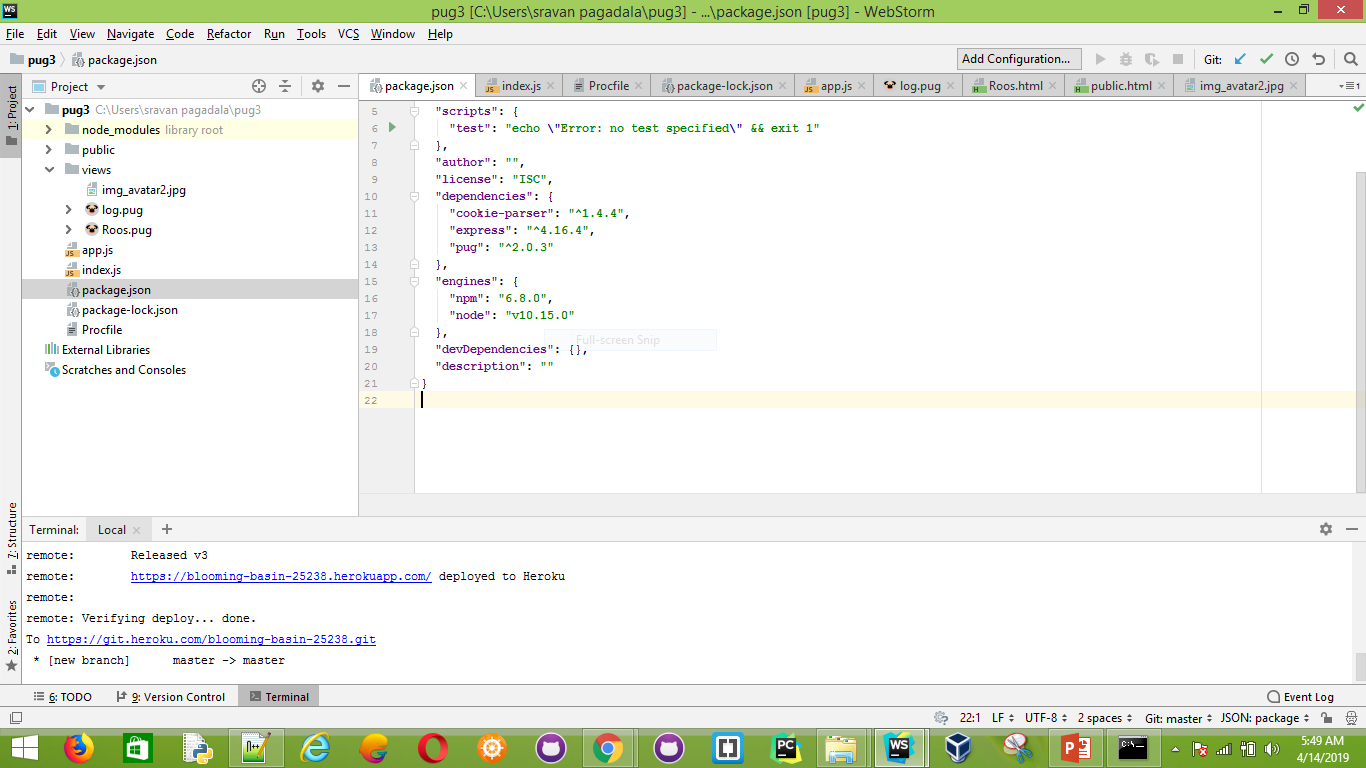 pug3 [C:\Users\sravan pagadala\pug3] - ...\package.json [pug3] - WebStorm
File Edit View Navigate Code Refactor Run Tools VCS Window Help
pug3 package.json Add Configuration... Git:
Project
package.json index.js Procfile package-lock.json app.js log.pug Roos.html public.html img_avatar2.jpg 1
1: Project
pug3 C:\Users\sravan pagadala\pug3
node_modules library root
public
views
img_avatar2.jpg
log.pug
Roos.pug
app.js
index.js
package.json
package-lock.json
Procfile
External Libraries
Scratches and Consoles
5 "scripts": {
6 "test": "echo \"Error: no test specified\" && exit 1"
7 },
8 "author": "",
9 "license": "ISC",
10 "dependencies": {
11 "cookie-parser": "^1.4.4",
12 "express": "^4.16.4",
13 "pug": "^2.0.3"
14 },
15 "engines": {
16 "npm": "6.8.0",
17 "node": "v10.15.0"
18 },
Full-screen Snip
19 "devDependencies": {},
20 "description": ""
21 }
22
7: Structure
2: Favorites
Terminal: Local
remote: Released v3
remote: https://blooming-basin-25238.herokuapp.com/ deployed to Heroku
remote:
remote: Verifying deploy... done.
To https://git.heroku.com/blooming-basin-25238.git
* [new branch] master -> master
6: TODO 9: Version Control Terminal Event Log
22:1 LF UTF-8 2 spaces Git: master JSON: package
5:49 AM
4/14/2019